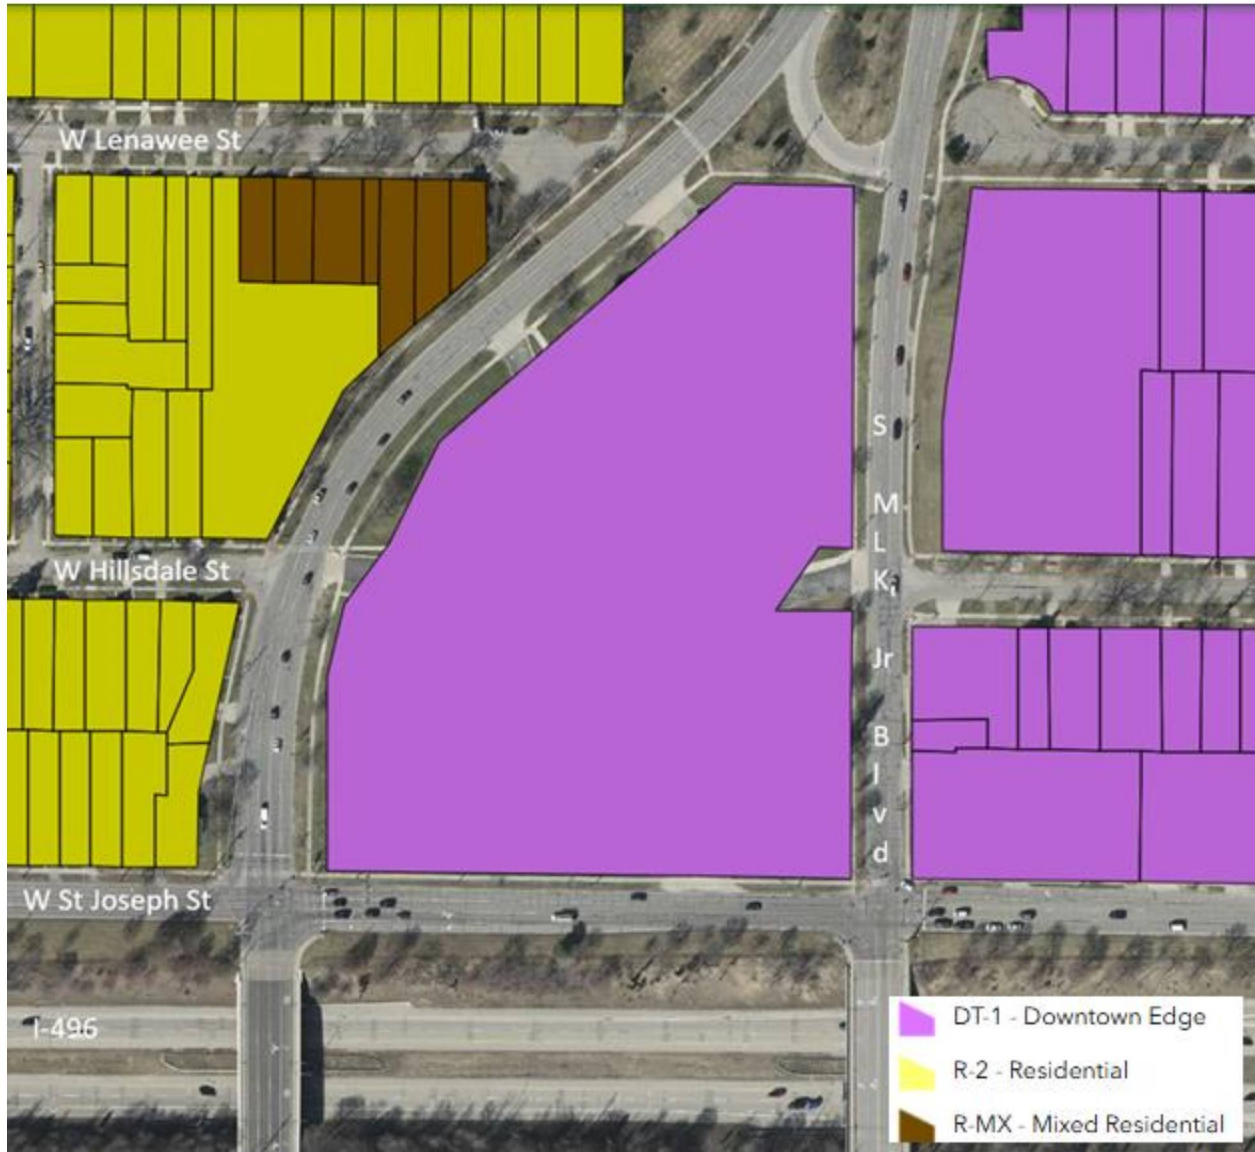 W Lenawee St
S
M
L
K
W Hillsdale St
Jr
B
l
v
d
W St Joseph St
I-496
DT-1 - Downtown Edge
R-2 - Residential
R-MX - Mixed Residential